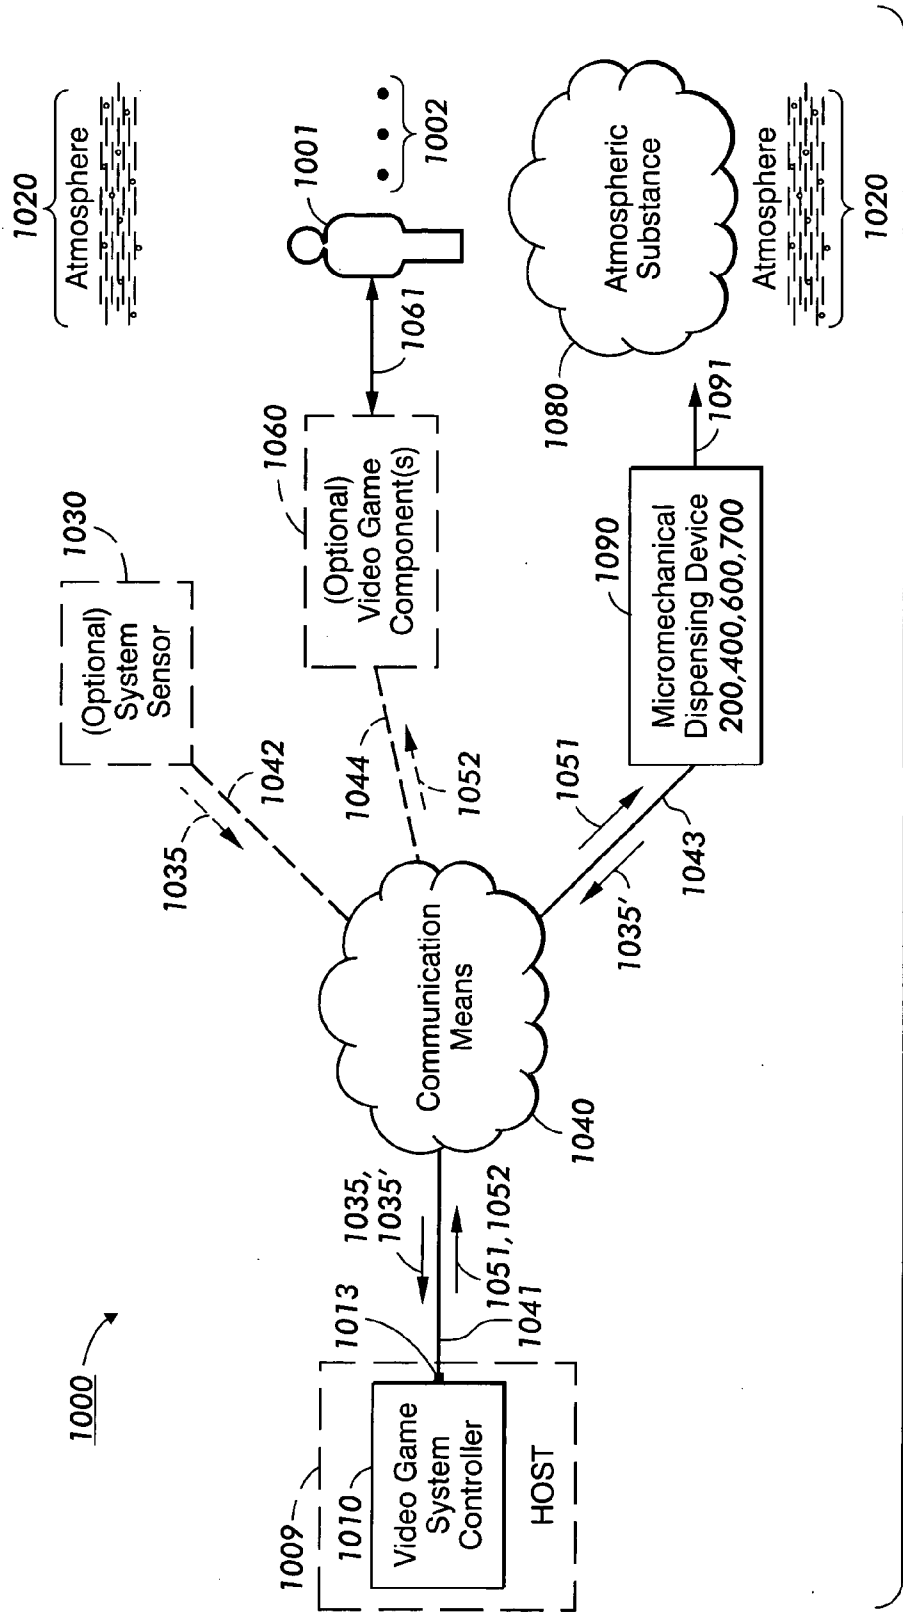 1000
1009
1010
Video Game
System
Controller
HOST
1013
1035,
1035'
1051,1052
1041
Communication
Means
1040
1035
1042
1030
(Optional)
System
Sensor
1044
1052
1060
(Optional)
Video Game
Component(s)
1061
1001
1002
1020
Atmosphere
1051
1043
1035'
1090
Micromechanical
Dispensing Device
200,400,600,700
1091
1080
Atmospheric
Substance
Atmosphere
1020